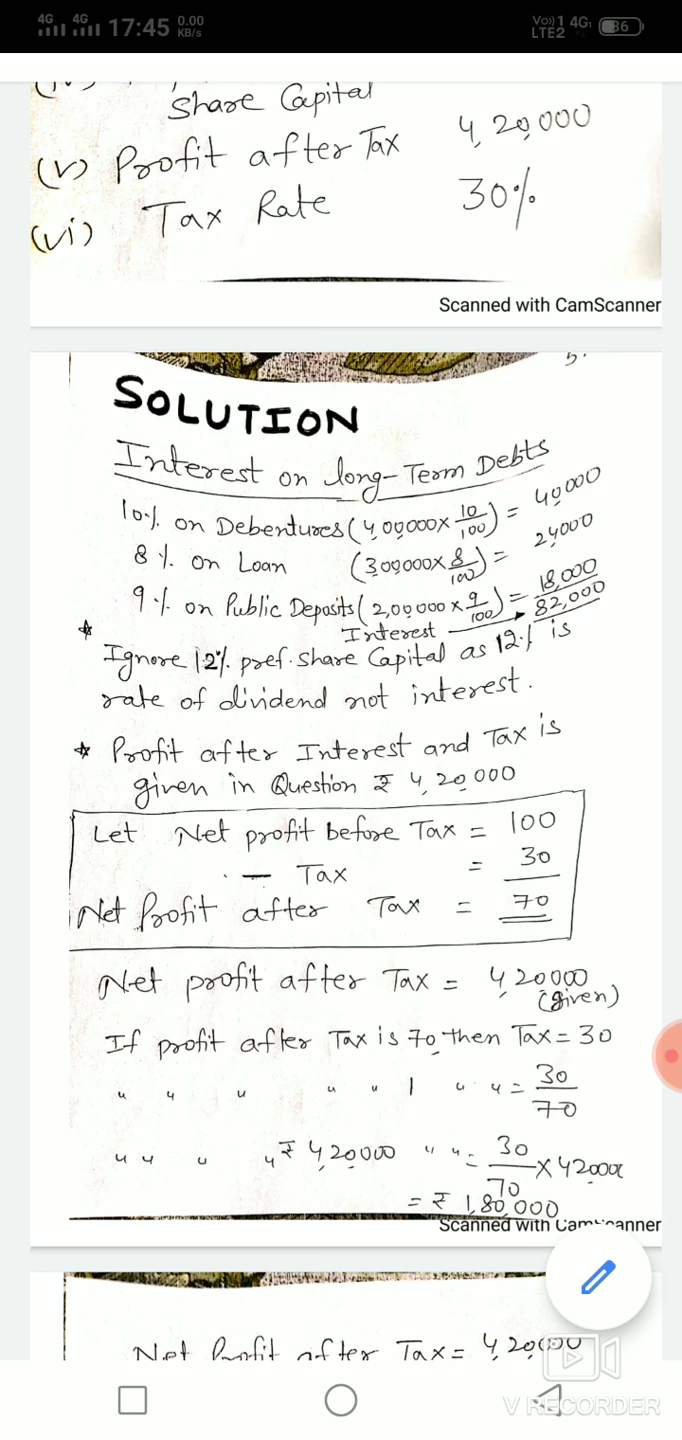 4G 4G 17:45 0.00 KB/s Vo) 1 4G LTE2 36
Share Capital
(v) Profit after Tax 4,20,000
(vi) Tax Rate 30%
Scanned with CamScanner
SOLUTION
Interest on long-Term Debts
10% on Debentures (4,00,000 x 10/100) = 40,000
8% on Loan (3,00,000 x 8/100) = 24,000
9% on Public Deposits (2,00,000 x 9/100) = 18,000
Interest → 82,000
* Ignore 12% pref. share Capital as 12% is
rate of dividend not interest.
* Profit after Interest and Tax is
given in Question ₹ 4,20,000
Let Net profit before Tax = 100
- Tax = 30
Net Profit after Tax = 70
Net profit after Tax = 4,20,000
(given)
If profit after Tax is 70 then Tax = 30
" " " " " 1 " " = 30/70
" " " " ₹ 4,20,000 " " = 30/70 x 420000
= ₹ 1,80,000
Scanned with CamScanner
Net Profit after Tax = 4,20,000
V RECORDER